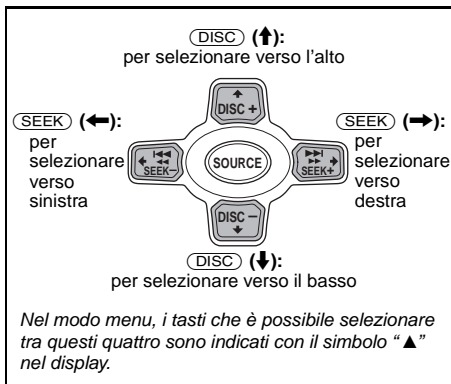 DISC (↑):
per selezionare verso l'alto
DISC +
SEEK (←):
per
selezionare
verso
sinistra
SEEK–
SOURCE
SEEK+
SEEK (→):
per
selezionare
verso
destra
DISC –
DISC (↓):
per selezionare verso il basso
Nel modo menu, i tasti che è possibile selezionare
tra questi quattro sono indicati con il simbolo “▲”
nel display.